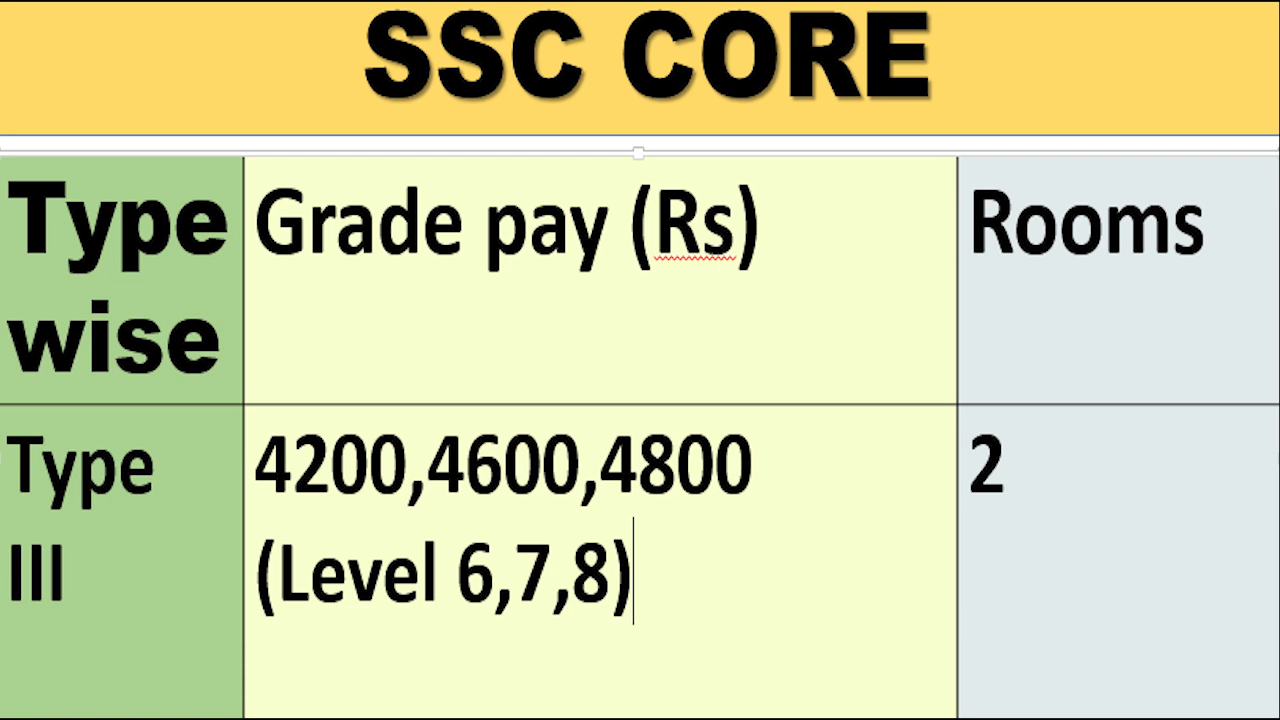 SSC CORE
Type
wise
Grade pay (Rs)
Rooms
Type
III
4200,4600,4800
(Level 6,7,8)
2